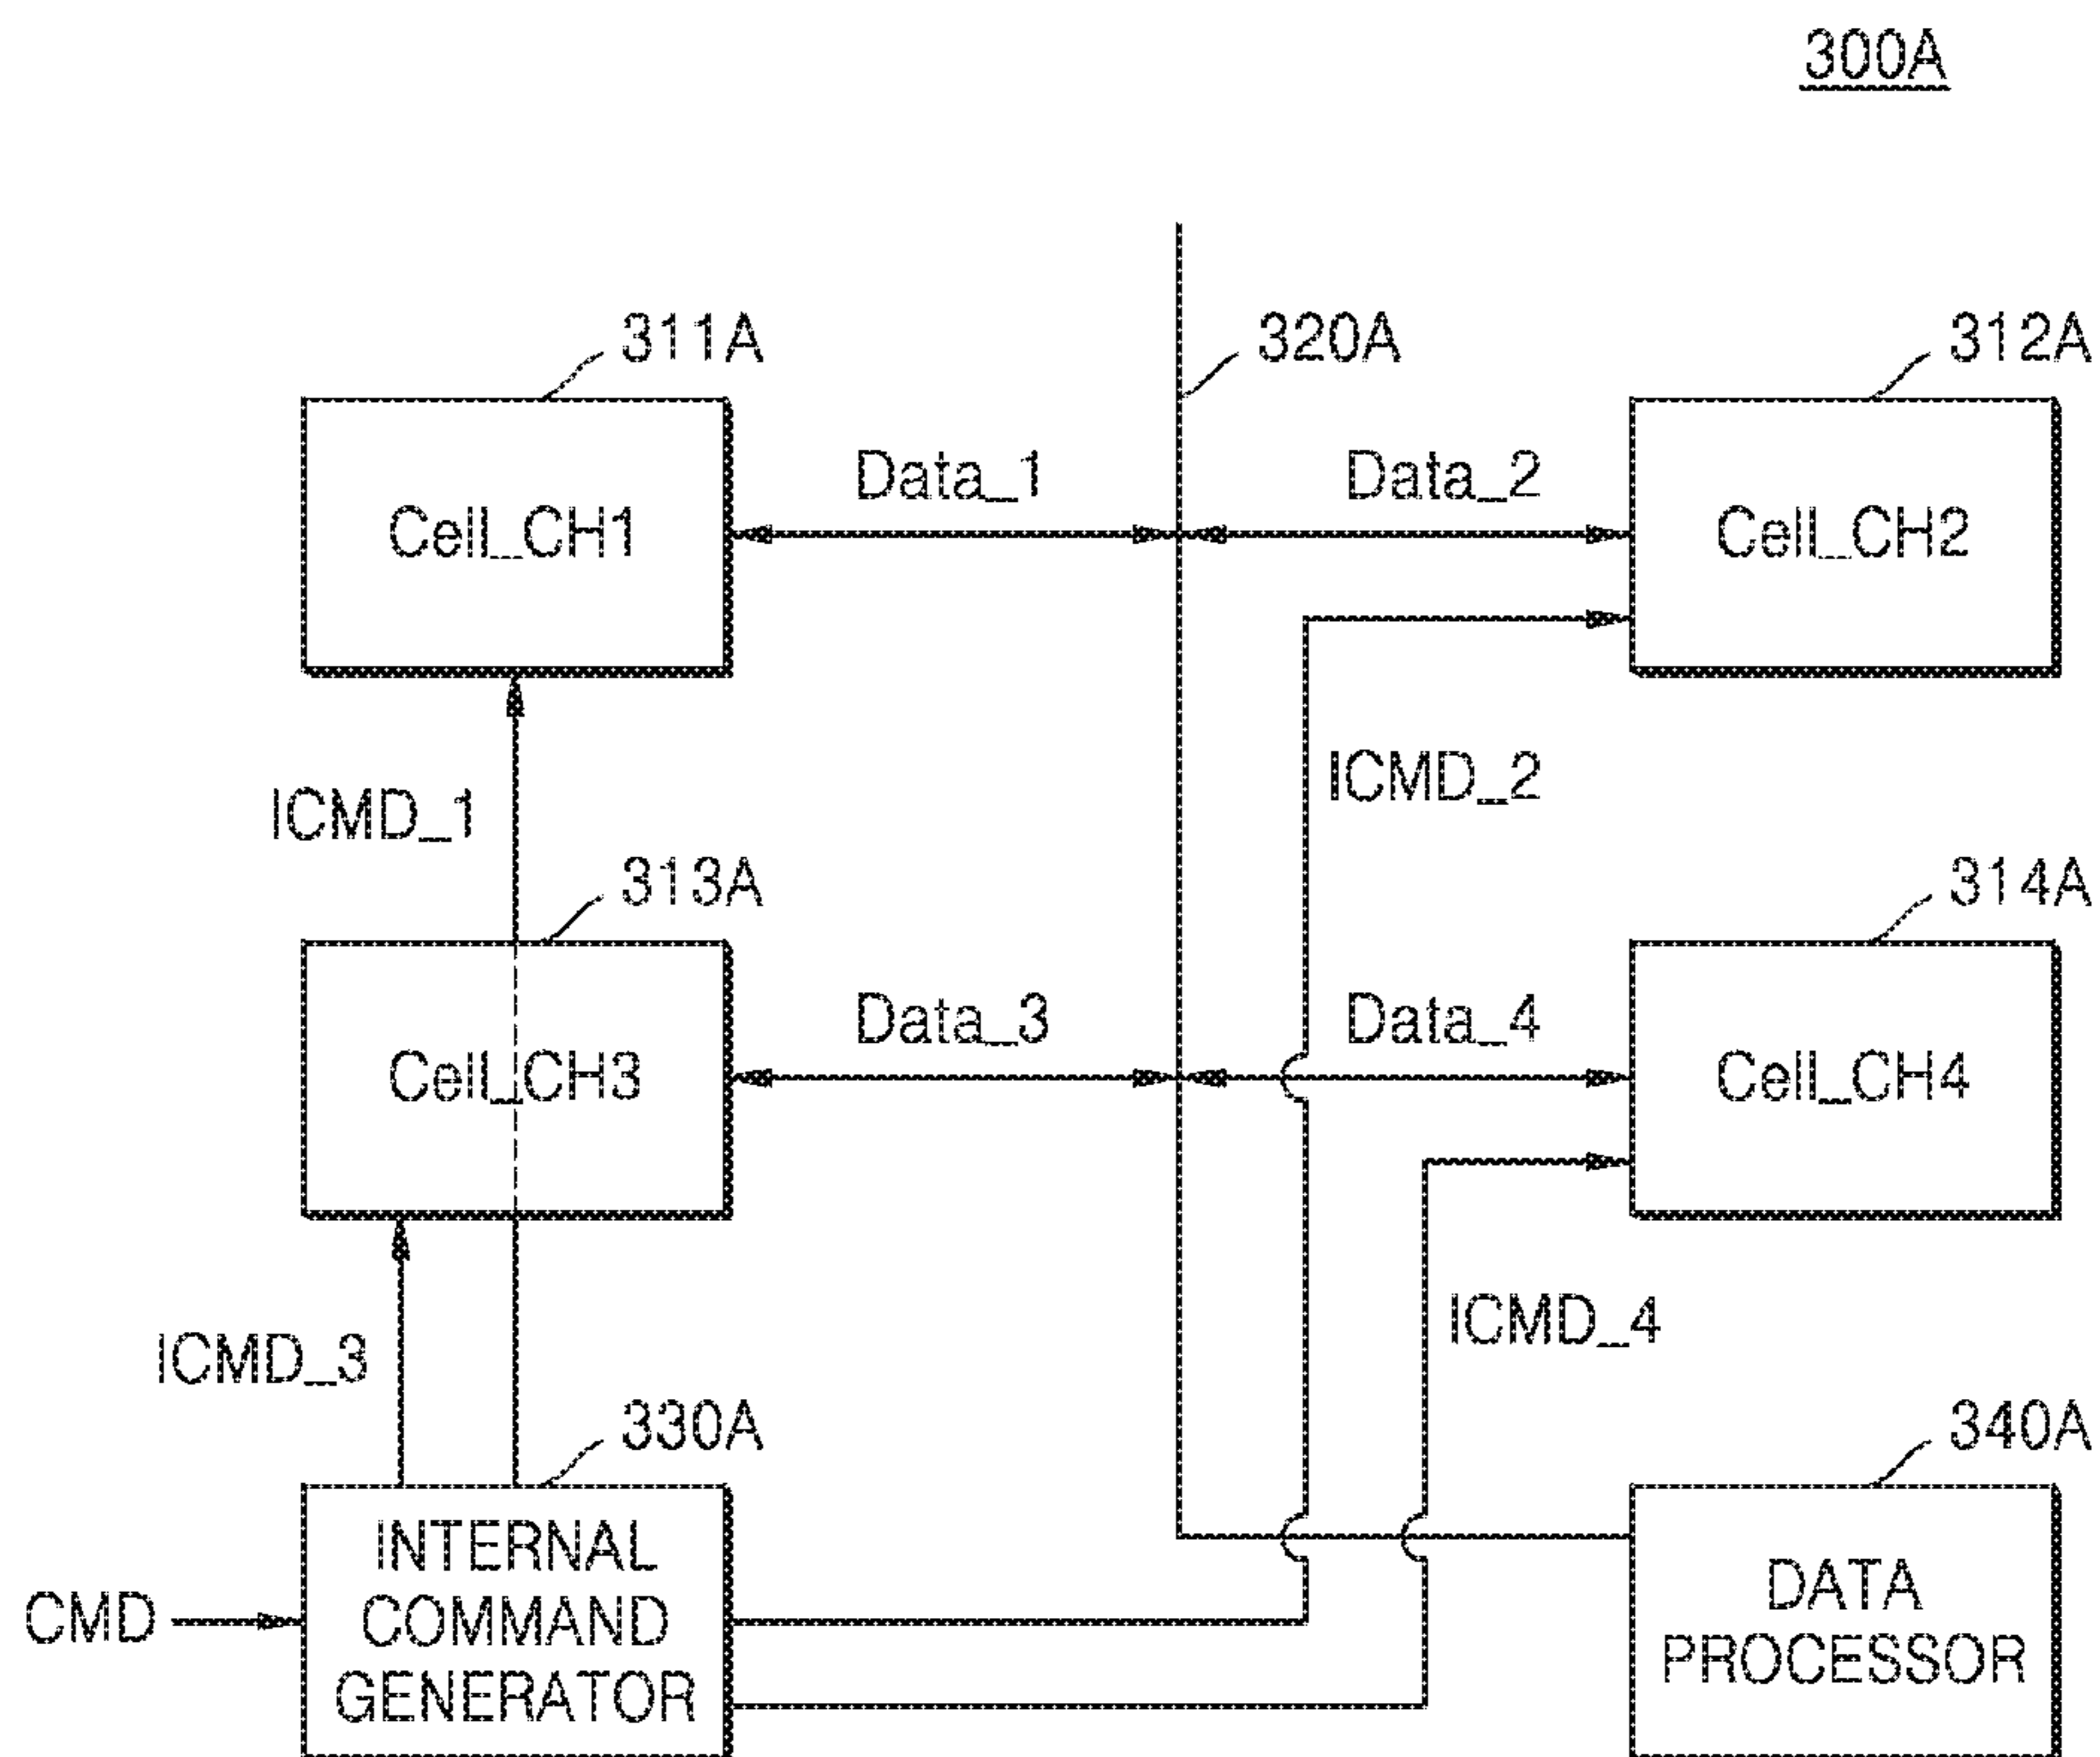 300A
311A
320A
312A
Cell_CH1
Data_1
Data_2
Cell_CH2
ICMD_1
ICMD_2
313A
314A
Cell_CH3
Data_3
Data_4
Cell_CH4
ICMD_3
ICMD_4
330A
340A
CMD
INTERNAL
COMMAND
GENERATOR
DATA
PROCESSOR